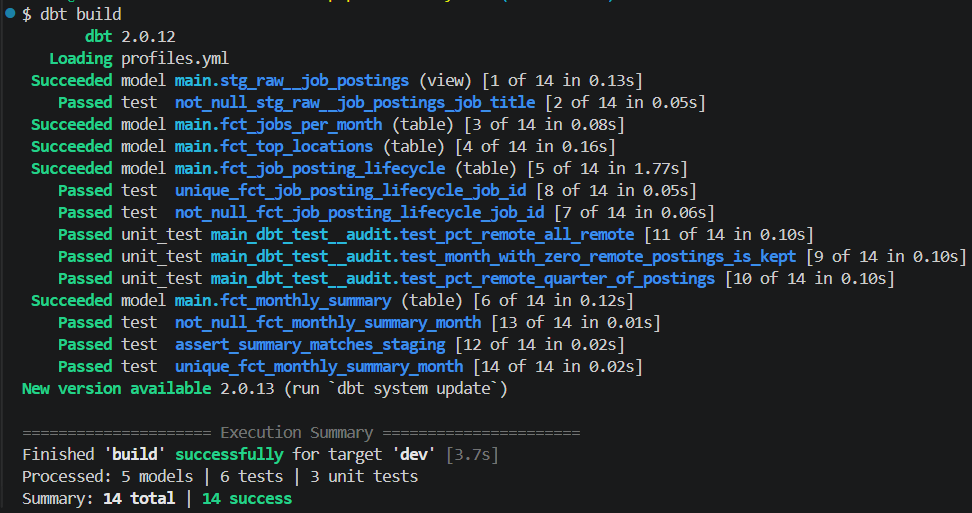 $ dbt build
dbt 2.0.12
Loading profiles.yml
Succeeded model main.stg_raw__job_postings (view) [1 of 14 in 0.13s]
Passed test not_null_stg_raw__job_postings_job_title [2 of 14 in 0.05s]
Succeeded model main.fct_jobs_per_month (table) [3 of 14 in 0.08s]
Succeeded model main.fct_top_locations (table) [4 of 14 in 0.16s]
Succeeded model main.fct_job_posting_lifecycle (table) [5 of 14 in 1.77s]
Passed test unique_fct_job_posting_lifecycle_job_id [8 of 14 in 0.05s]
Passed test not_null_fct_job_posting_lifecycle_job_id [7 of 14 in 0.06s]
Passed unit_test main_dbt_test__audit.test_pct_remote_all_remote [11 of 14 in 0.10s]
Passed unit_test main_dbt_test__audit.test_month_with_zero_remote_postings_is_kept [9 of 14 in 0.10s]
Passed unit_test main_dbt_test__audit.test_pct_remote_quarter_of_postings [10 of 14 in 0.10s]
Succeeded model main.fct_monthly_summary (table) [6 of 14 in 0.12s]
Passed test not_null_fct_monthly_summary_month [13 of 14 in 0.01s]
Passed test assert_summary_matches_staging [12 of 14 in 0.02s]
Passed test unique_fct_monthly_summary_month [14 of 14 in 0.02s]
New version available 2.0.13 (run `dbt system update`)
===================== Execution Summary ======================
Finished 'build' successfully for target 'dev' [3.7s]
Processed: 5 models | 6 tests | 3 unit tests
Summary: 14 total | 14 success